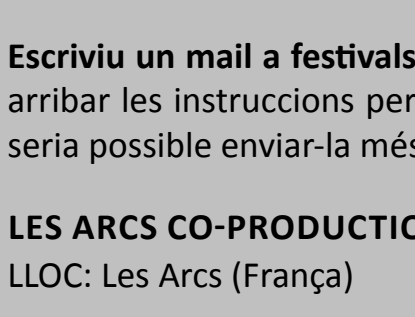 Escriviu un mail a festivals
arribar les instruccions per
seria possible enviar-la més
LES ARCS CO-PRODUCTIO
LLOC: Les Arcs (França)